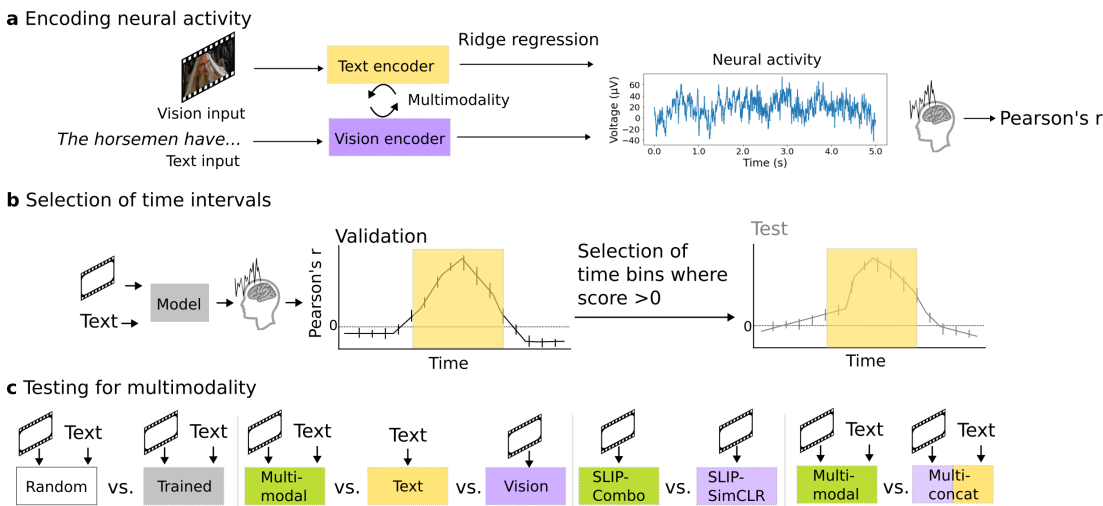 a Encoding neural activity
Vision input
The horsemen have...
Text input
Text encoder
Multimodality
Vision encoder
Ridge regression
Neural activity
Voltage (µV)
60
40
20
0
−20
−40
0.0 1.0 2.0 3.0 4.0 5.0
Time (s)
Pearson's r
b Selection of time intervals
Text
Model
Validation
Pearson's r
0
Time
Selection of
time bins where
score >0
Test
0
Time
c Testing for multimodality
Text Text Text Text Text Text
Random vs. Trained
Multi-
modal
vs. Text vs. Vision
SLIP-
Combo
vs.
SLIP-
SimCLR
Multi-
modal
vs.
Multi-
concat